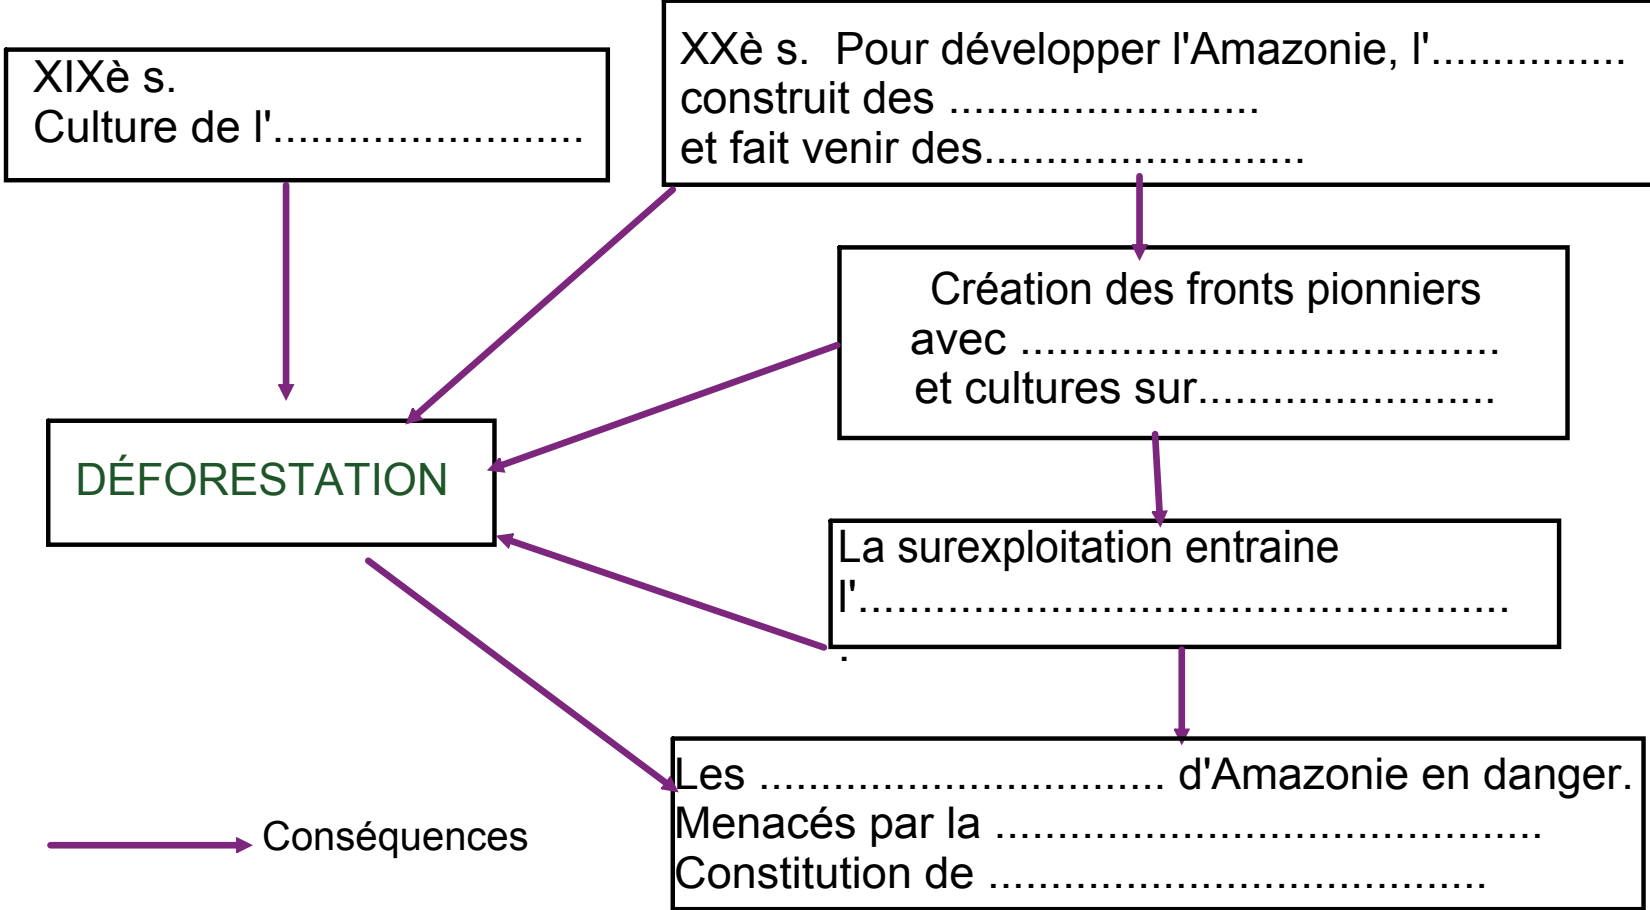 XIXè s.
Culture de l'.........................
XXè s.  Pour développer l'Amazonie, l'................
construit des .........................
et fait venir des..........................
Création des fronts pionniers
avec ......................................
et cultures sur........................
DÉFORESTATION
La surexploitation entraine
l'....................................................
.
Les ................................ d'Amazonie en danger.
Menacés par la ............................................
Constitution de ........................................
Conséquences